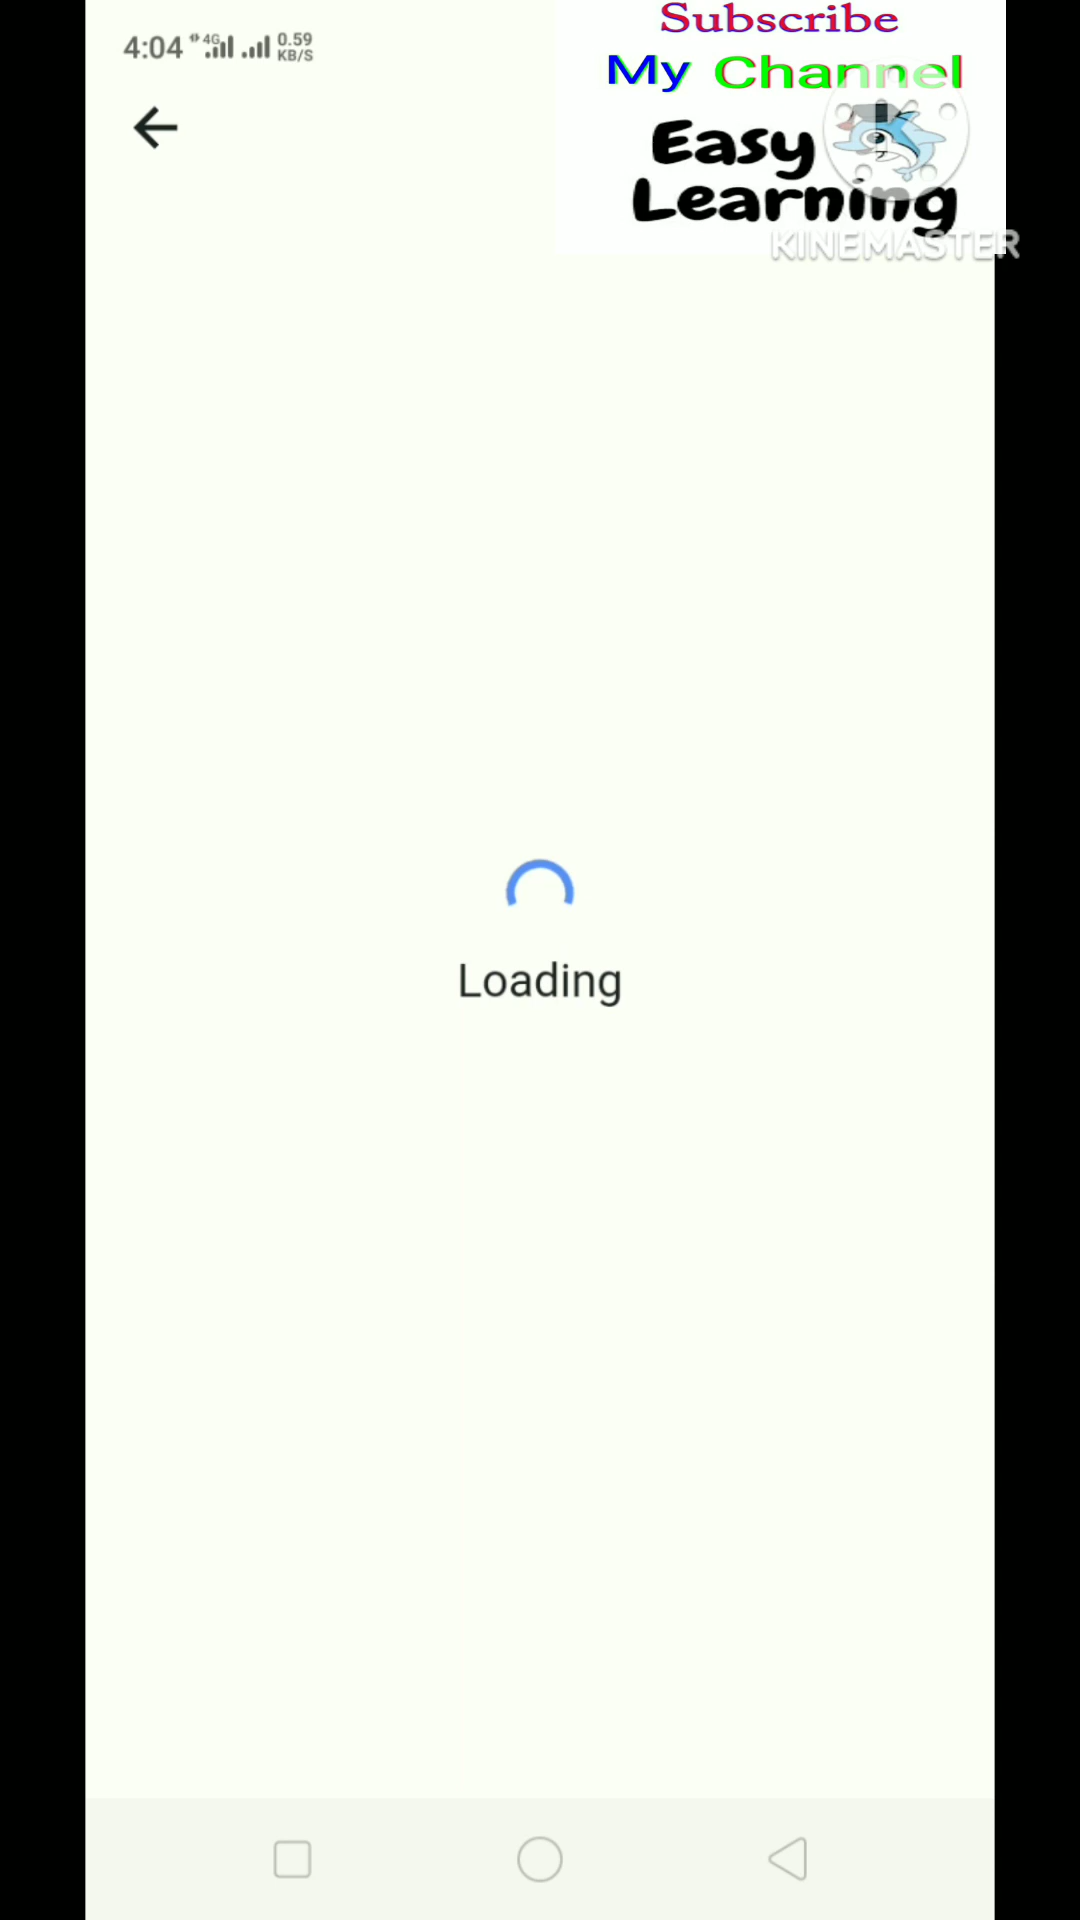 Subscribe
My Channel
4:04 4G 0.59 KB/S
Easy
Learning
KINEMASTER
Loading